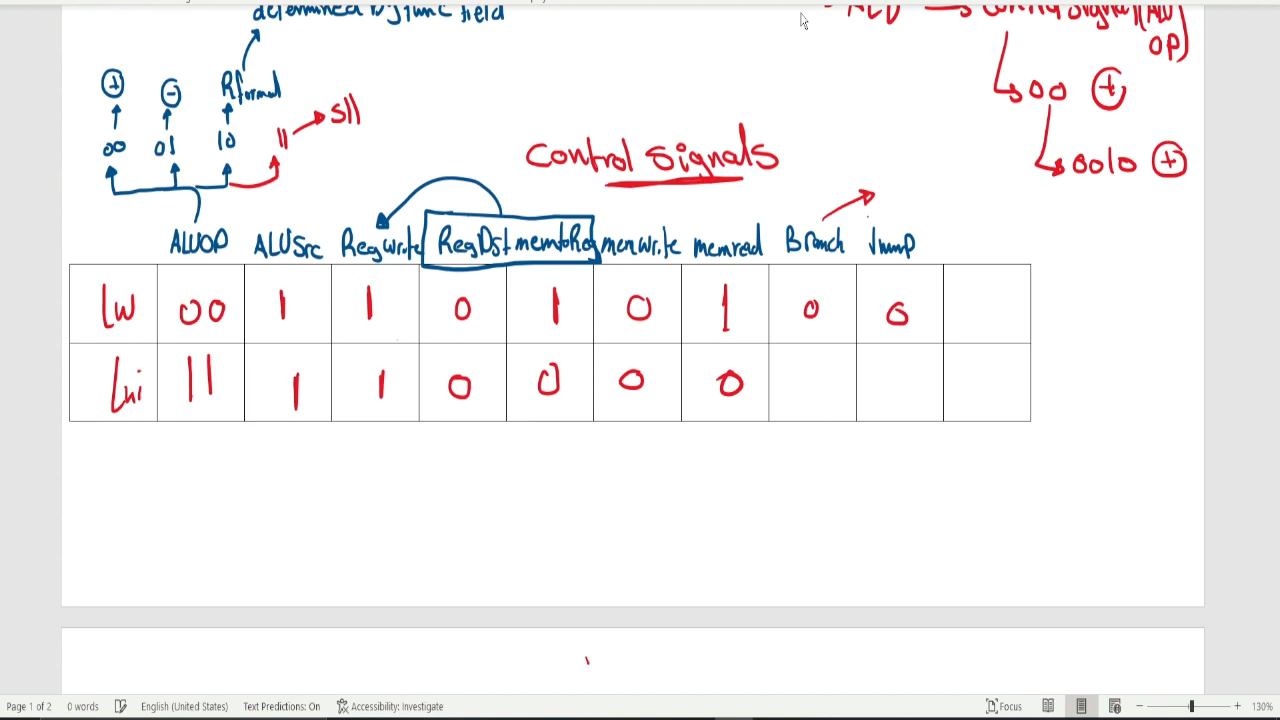 determined by func field
ALU → control signal (ALU
OP)
+ - R format
00 01 10 11 → sll
00 +
0010 +
Control signals
ALUOP ALUSrc RegWrite RegDst memtoReg memWrite memread Branch Jump
lw 00 1 1 0 1 0 1 0 0
Lui 11 1 1 0 0 0 0
Page 1 of 2 0 words English (United States) Text Predictions: On Accessibility: Investigate Focus 130%